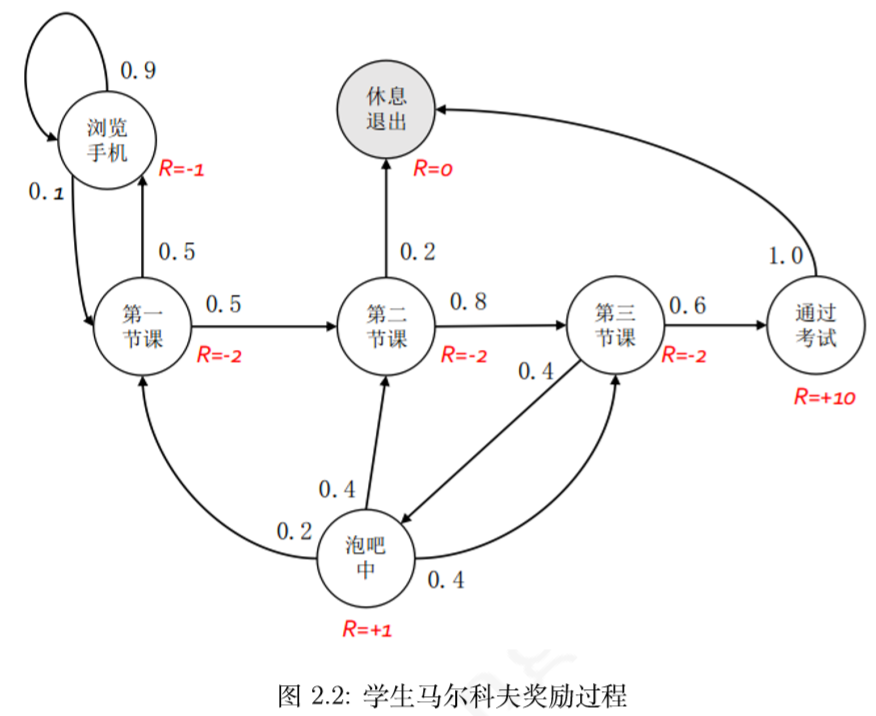 0.9
浏览
手机
R=-1
0.1
休息
退出
R=0
0.5
0.2
1.0
第一
节课
0.5
R=-2
第二
节课
0.8
R=-2
第三
节课
0.6
R=-2
通过
考试
R=+10
0.4
0.4
0.2
泡吧
中
0.4
R=+1
图 2.2: 学生马尔科夫奖励过程